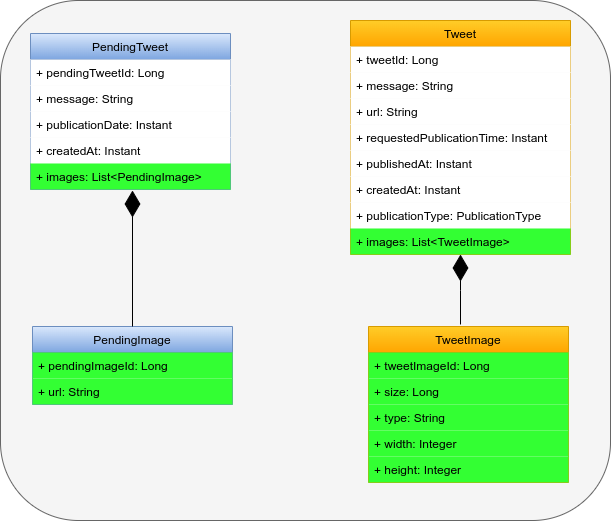 PendingTweet
+ pendingTweetId: Long
+ message: String
+ publicationDate: Instant
+ createdAt: Instant
+ images: List<PendingImage>
Tweet
+ tweetId: Long
+ message: String
+ url: String
+ requestedPublicationTime: Instant
+ publishedAt: Instant
+ createdAt: Instant
+ publicationType: PublicationType
+ images: List<TweetImage>
PendingImage
+ pendingImageId: Long
+ url: String
TweetImage
+ tweetImageId: Long
+ size: Long
+ type: String
+ width: Integer
+ height: Integer